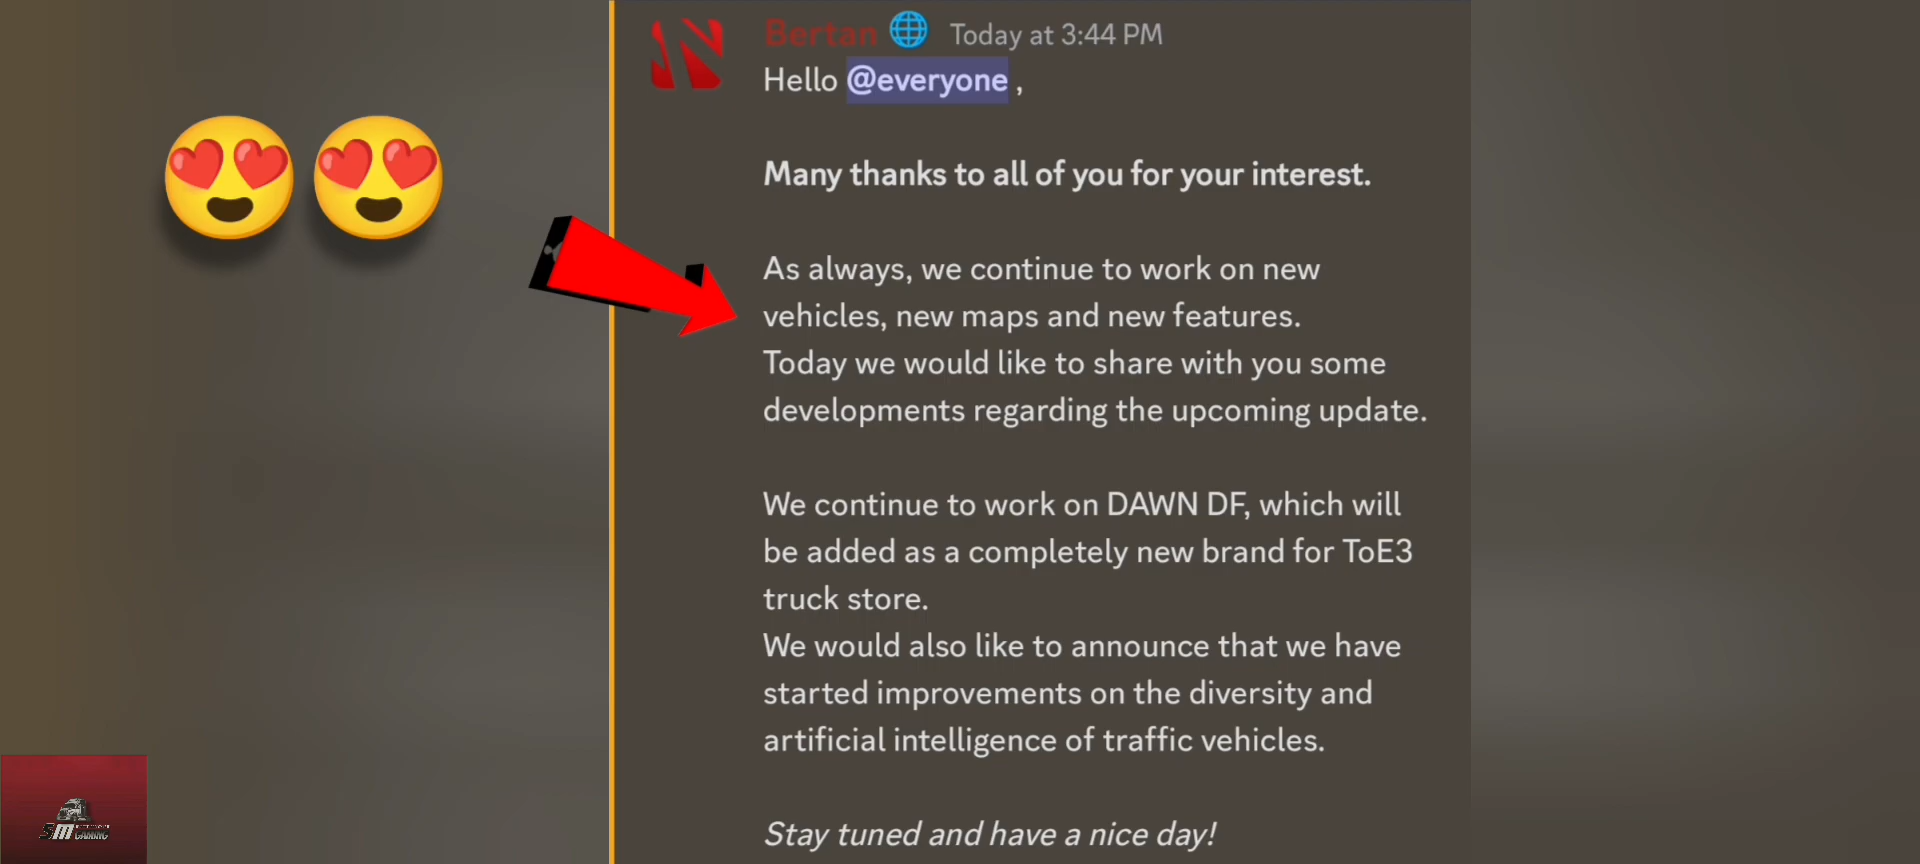 Bertan Today at 3:44 PM
Hello @everyone ,
Many thanks to all of you for your interest.
As always, we continue to work on new
vehicles, new maps and new features.
Today we would like to share with you some
developments regarding the upcoming update.
We continue to work on DAWN DF, which will
be added as a completely new brand for ToE3
truck store.
We would also like to announce that we have
started improvements on the diversity and
artificial intelligence of traffic vehicles.
Stay tuned and have a nice day!
SM
GAMING